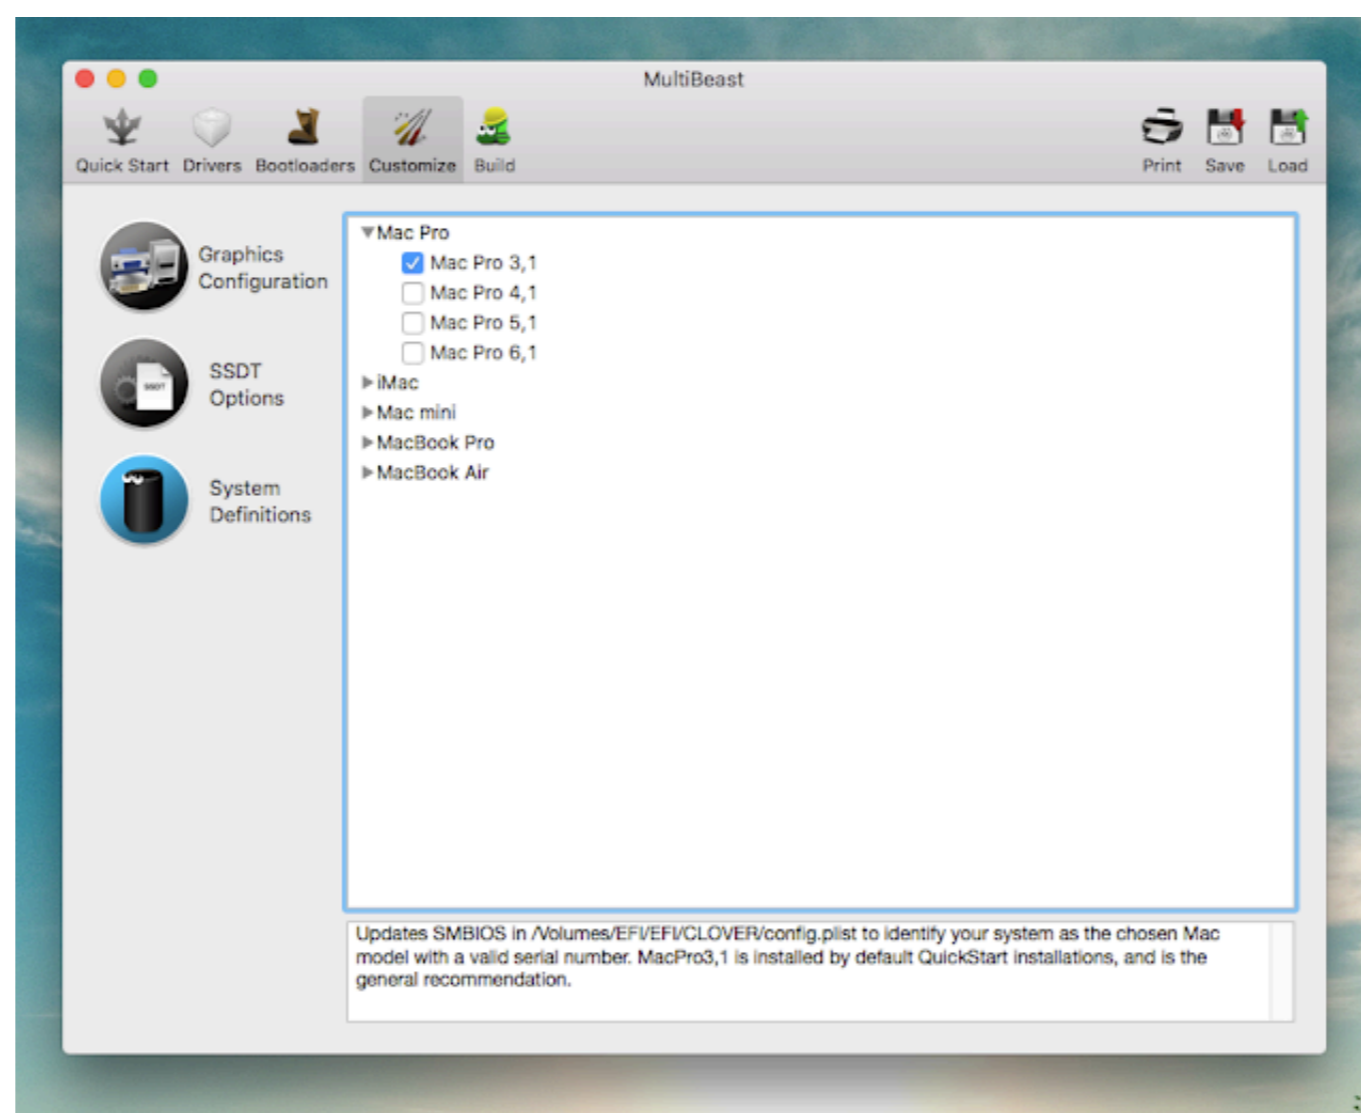 MultiBeast
Quick Start Drivers Bootloaders Customize Build Print Save Load
Graphics
Configuration
SSDT
SSDT
Options
System
Definitions
Mac Pro
Mac Pro 3,1
Mac Pro 4,1
Mac Pro 5,1
Mac Pro 6,1
iMac
Mac mini
MacBook Pro
MacBook Air
Updates SMBIOS in /Volumes/EFI/EFI/CLOVER/config.plist to identify your system as the chosen Mac
model with a valid serial number. MacPro3,1 is installed by default QuickStart installations, and is the
general recommendation.